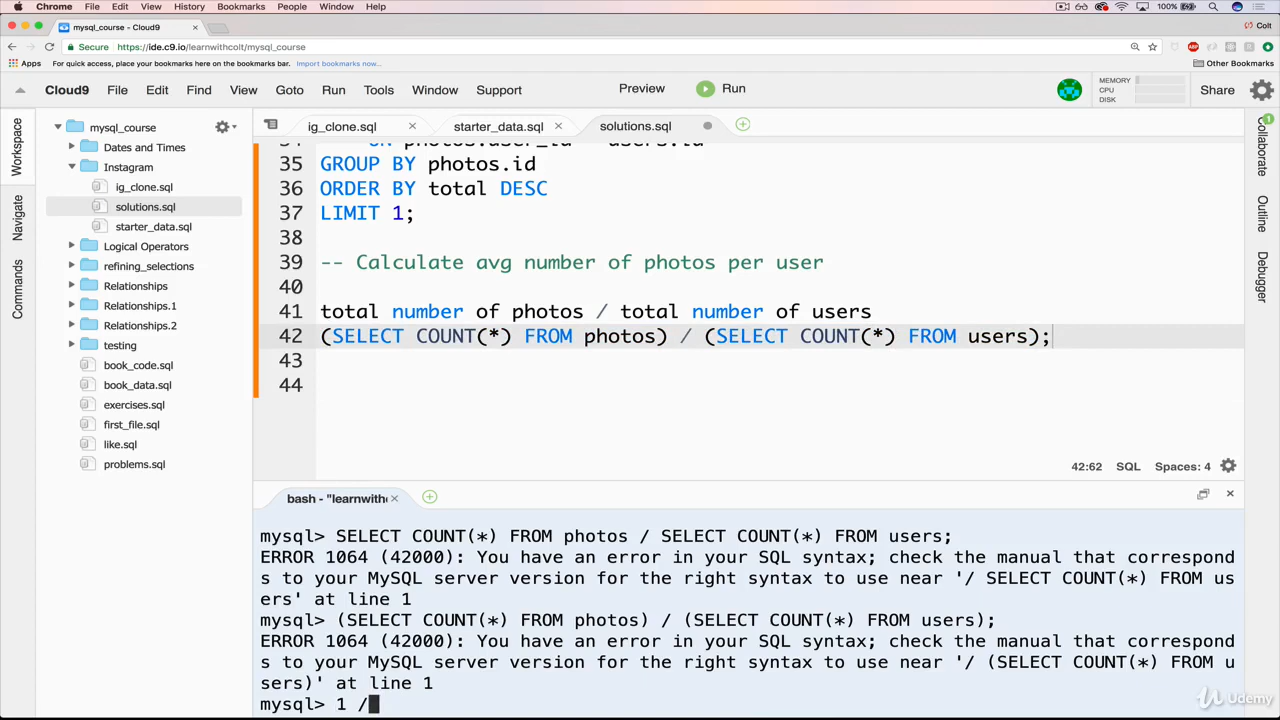 Chrome File Edit View History Bookmarks People Window Help 100%
mysql_course - Cloud9 × Colt
Secure https://ide.c9.io/learnwithcolt/mysql_course
Apps For quick access, place your bookmarks here on the bookmarks bar. Import bookmarks now... Other Bookmarks
Cloud9 File Edit Find View Goto Run Tools Window Support Preview Run MEMORY CPU DISK Share
Workspace
Navigate
Commands
mysql_course
Dates and Times
Instagram
ig_clone.sql
solutions.sql
starter_data.sql
Logical Operators
refining_selections
Relationships
Relationships.1
Relationships.2
testing
book_code.sql
book_data.sql
exercises.sql
first_file.sql
like.sql
problems.sql
ig_clone.sql × starter_data.sql × solutions.sql
34 ON photos.user_id = users.id
35 GROUP BY photos.id
36 ORDER BY total DESC
37 LIMIT 1;
38
39 -- Calculate avg number of photos per user
40
41 total number of photos / total number of users
42 (SELECT COUNT(*) FROM photos) / (SELECT COUNT(*) FROM users);
43
44
42:62 SQL Spaces: 4
Collaborate
1
Outline
Debugger
bash - "learnwith ×
mysql> SELECT COUNT(*) FROM photos / SELECT COUNT(*) FROM users;
ERROR 1064 (42000): You have an error in your SQL syntax; check the manual that correspond
s to your MySQL server version for the right syntax to use near '/ SELECT COUNT(*) FROM us
ers' at line 1
mysql> (SELECT COUNT(*) FROM photos) / (SELECT COUNT(*) FROM users);
ERROR 1064 (42000): You have an error in your SQL syntax; check the manual that correspond
s to your MySQL server version for the right syntax to use near '/ (SELECT COUNT(*) FROM u
sers)' at line 1
mysql> 1 /
Udemy